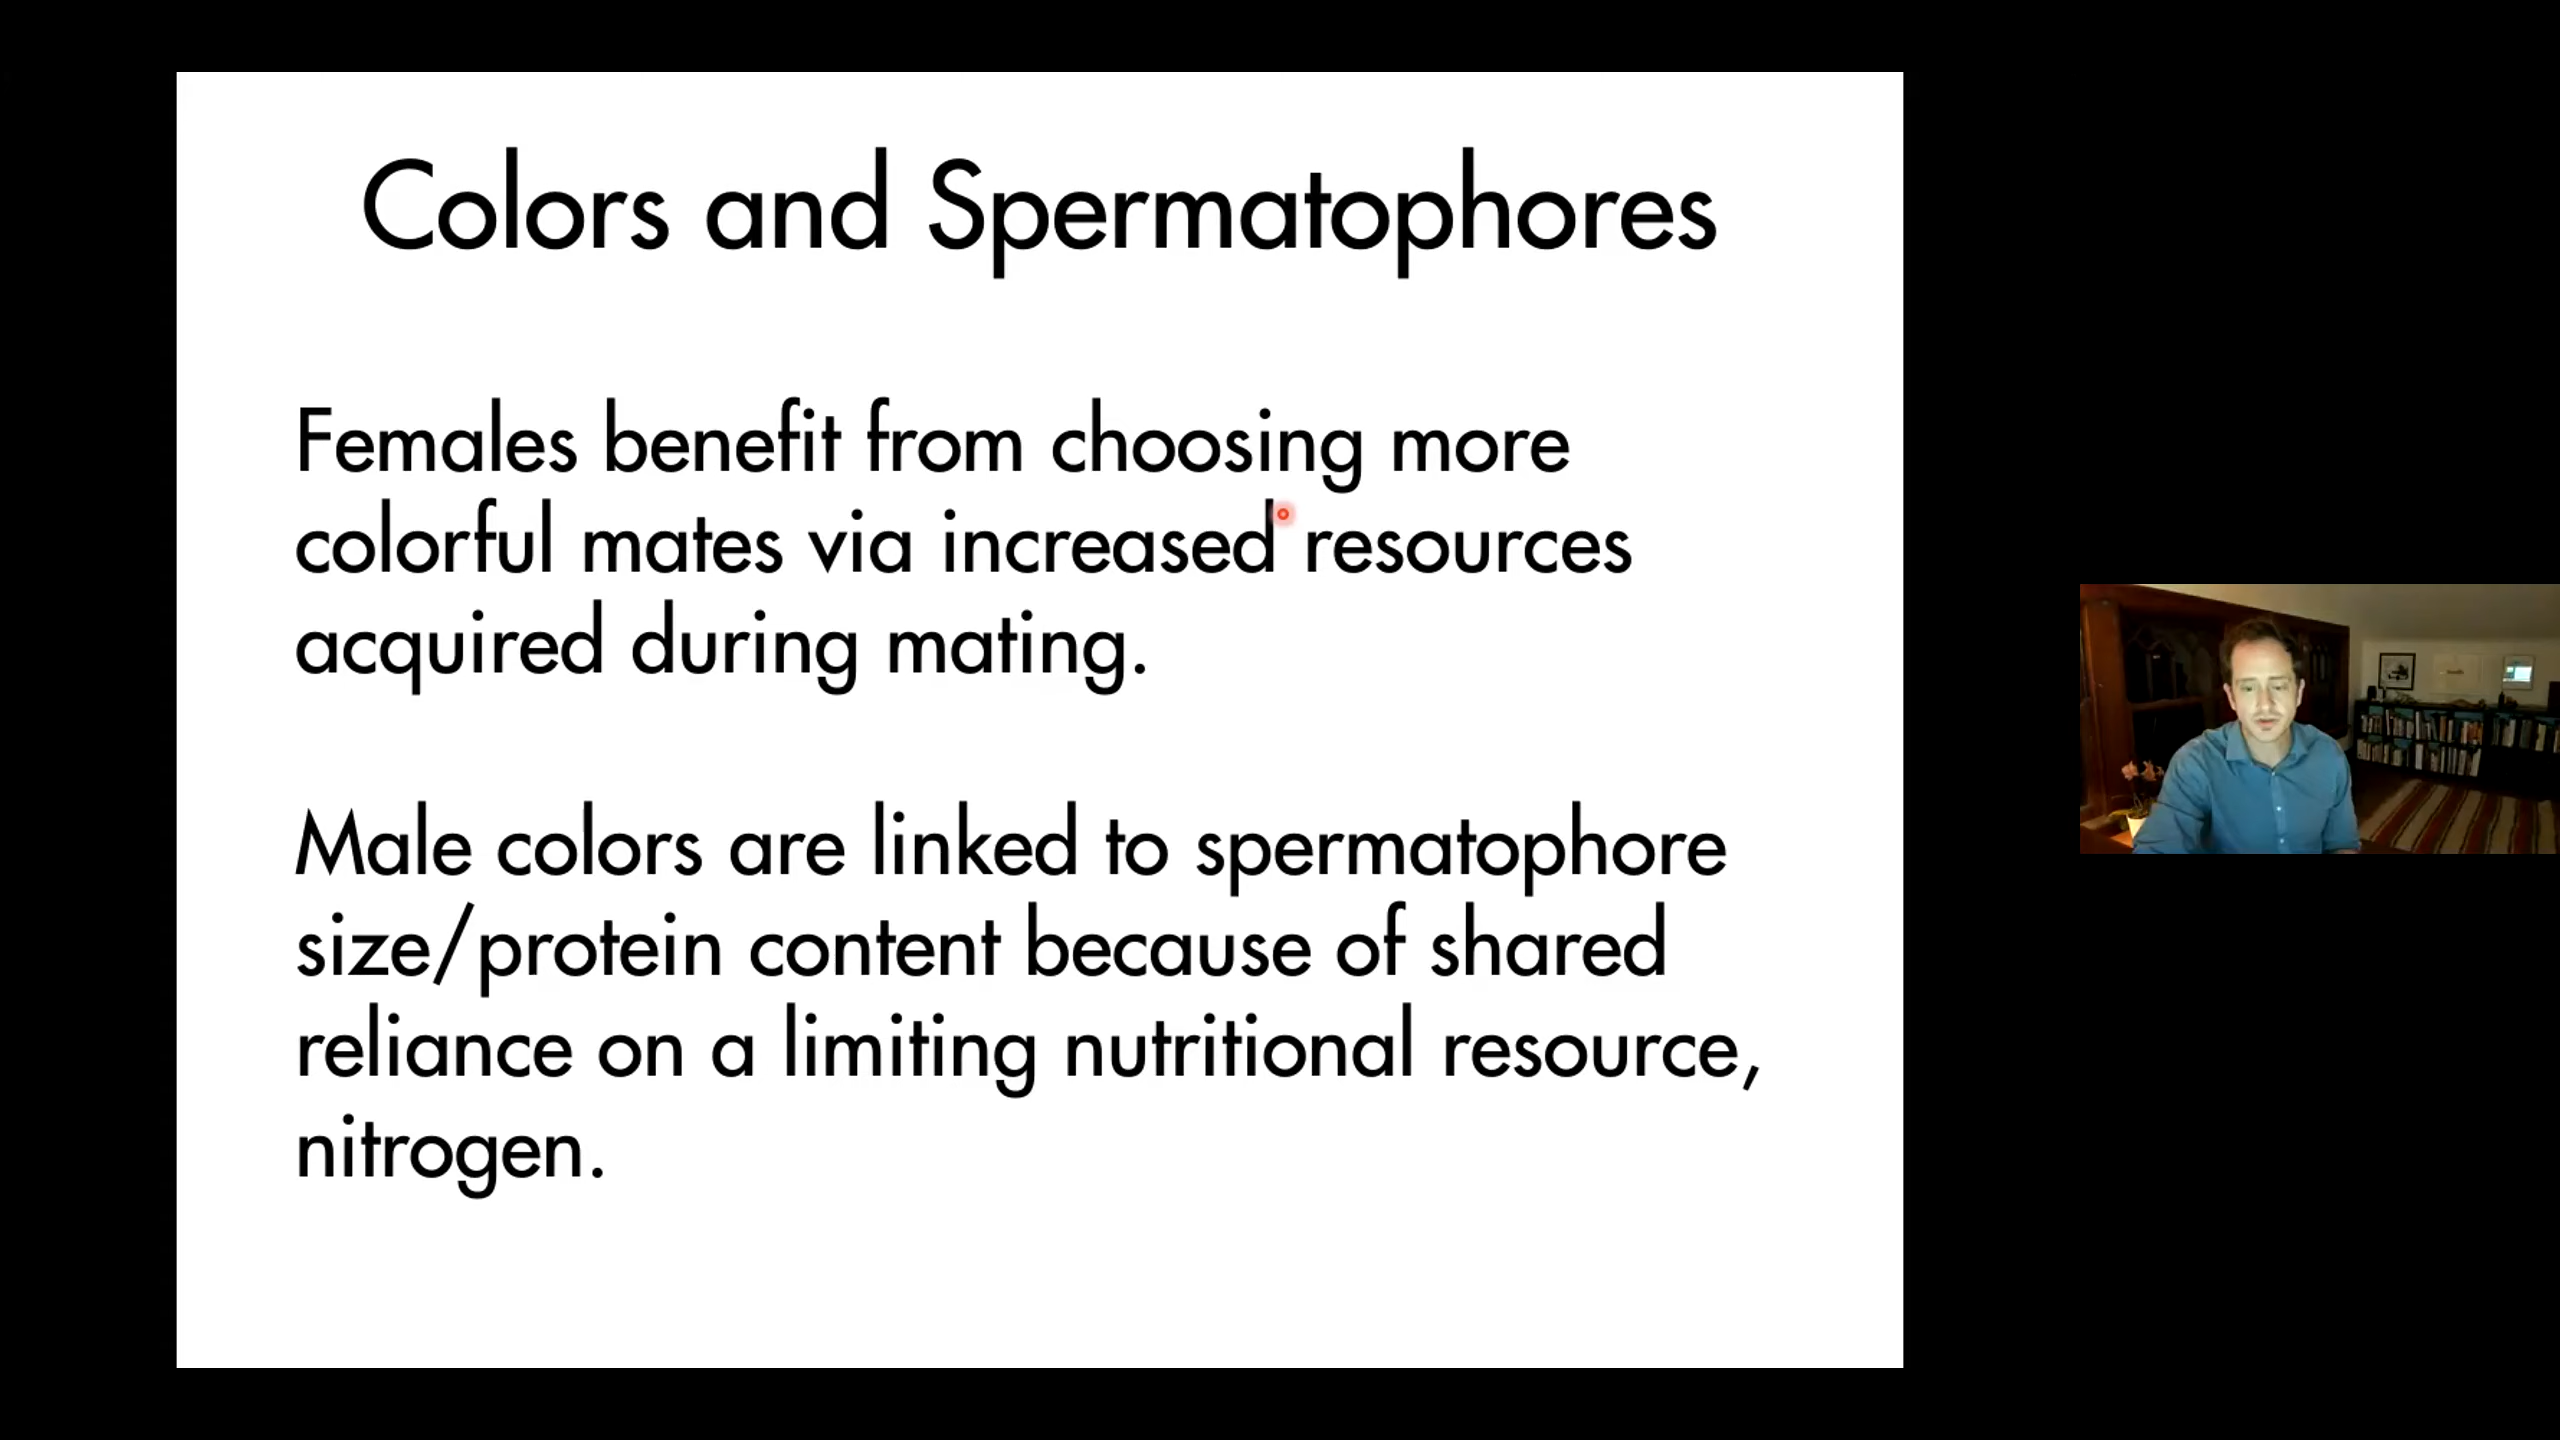 Colors and Spermatophores
Females benefit from choosing more
colorful mates via increased resources
acquired during mating.
Male colors are linked to spermatophore
size/protein content because of shared
reliance on a limiting nutritional resource,
nitrogen.